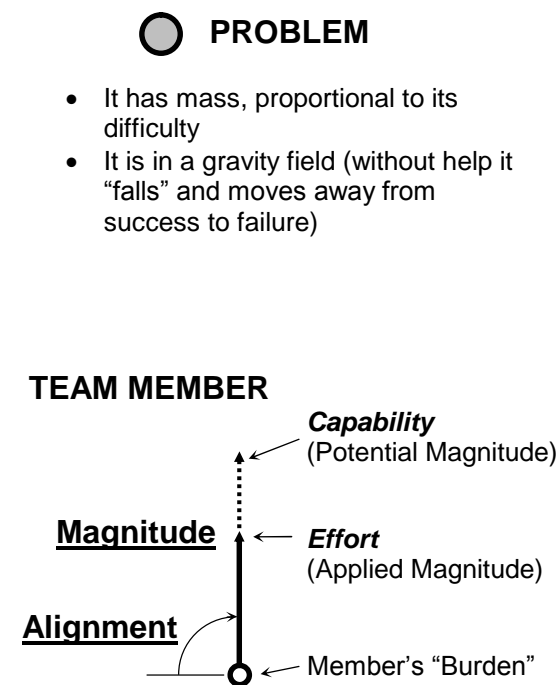 PROBLEM
• It has mass, proportional to its
difficulty
• It is in a gravity field (without help it
“falls” and moves away from
success to failure)
TEAM MEMBER
Capability
(Potential Magnitude)
Magnitude
Effort
(Applied Magnitude)
Alignment
Member’s “Burden”